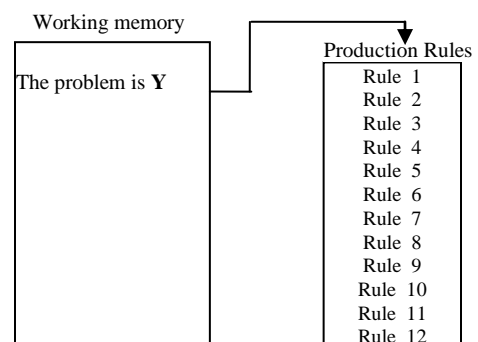 Working memory
The problem is Y
Production Rules
Rule 1
Rule 2
Rule 3
Rule 4
Rule 5
Rule 6
Rule 7
Rule 8
Rule 9
Rule 10
Rule 11
Rule 12